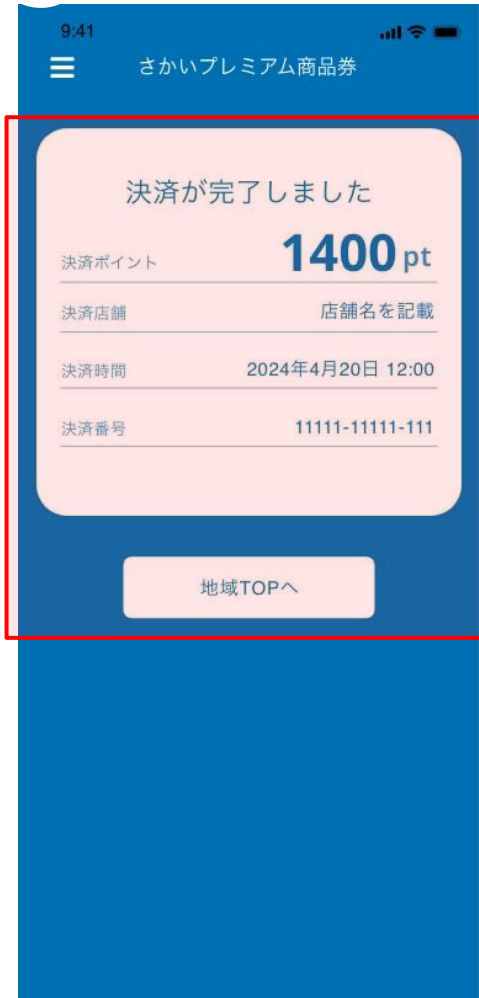 9:41
さかいプレミアム商品券
決済が完了しました
決済ポイント 1400 pt
決済店舗 店舗名を記載
決済時間 2024年4月20日 12:00
決済番号 11111-11111-111
地域TOPへ